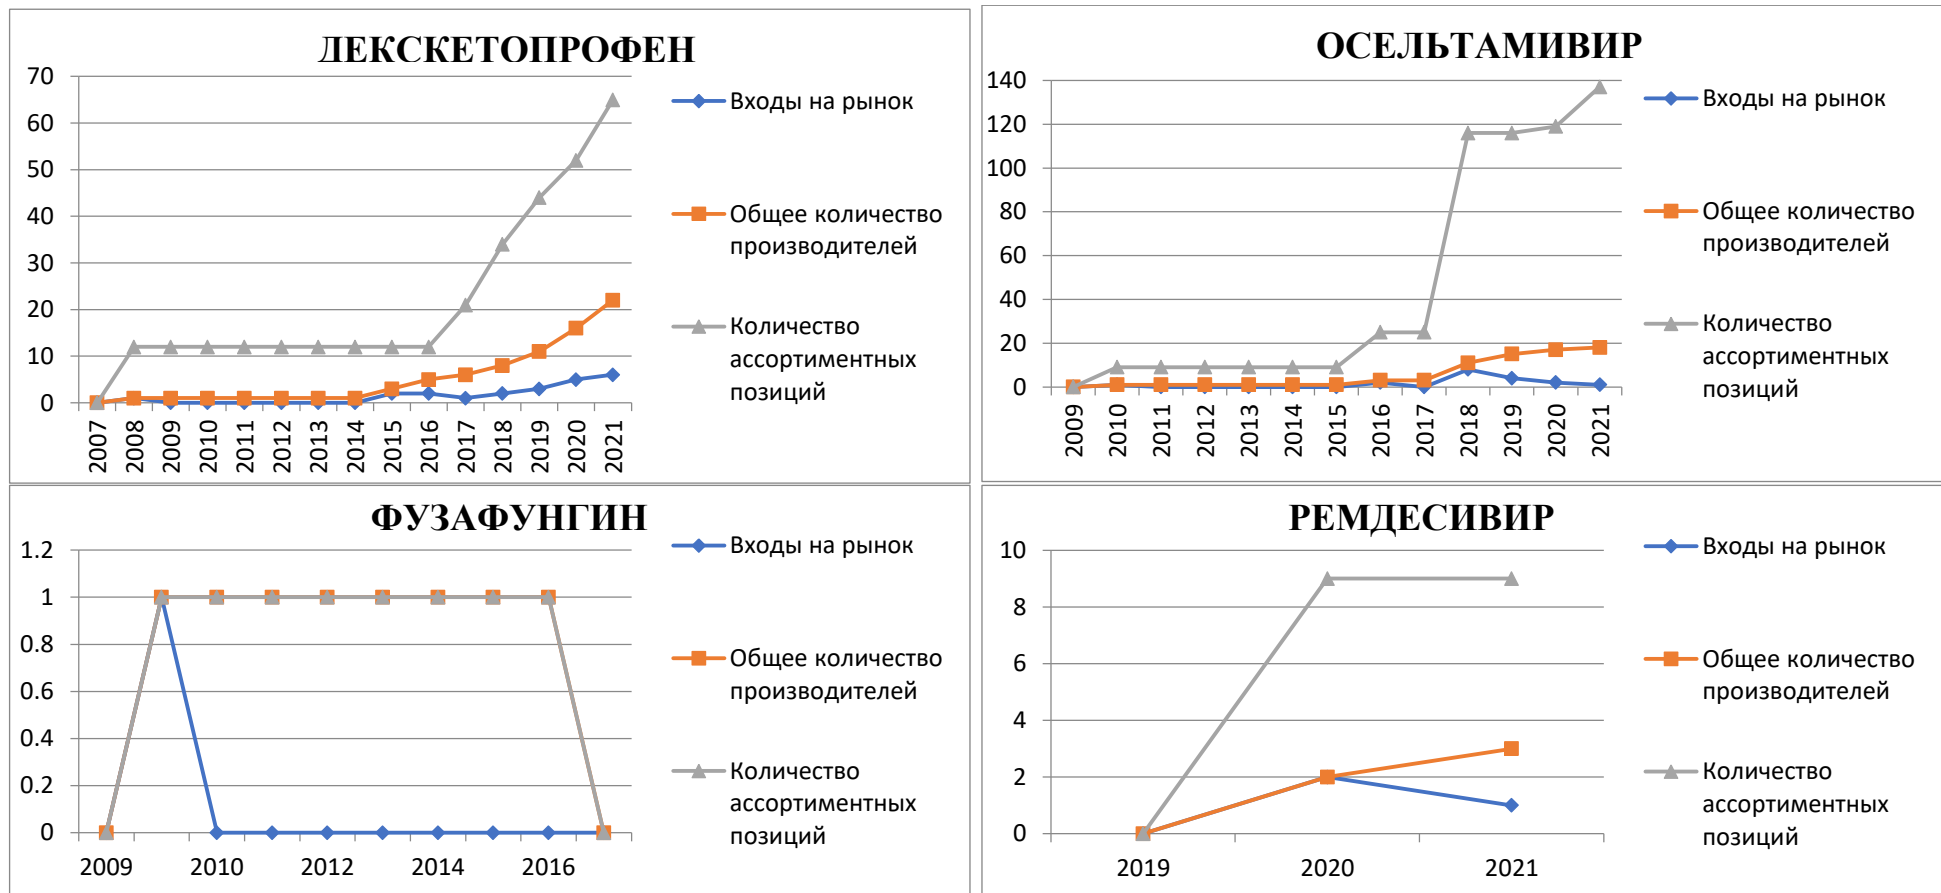 ДЕКСКЕТОПРОФЕН
70
60
50
40
30
20
10
0
2007
2008
2009
2010
2011
2012
2013
2014
2015
2016
2017
2018
2019
2020
2021
Входы на рынок
Общее количество
производителей
Количество
ассортиментных
позиций
ОСЕЛЬТАМИВИР
140
120
100
80
60
40
20
0
2009
2010
2011
2012
2013
2014
2015
2016
2017
2018
2019
2020
2021
Входы на рынок
Общее количество
производителей
Количество
ассортиментных
позиций
ФУЗАФУНГИН
1.2
1
0.8
0.6
0.4
0.2
0
2009
2010
2012
2014
2016
Входы на рынок
Общее количество
производителей
Количество
ассортиментных
позиций
РЕМДЕСИВИР
10
8
6
4
2
0
2019
2020
2021
Входы на рынок
Общее количество
производителей
Количество
ассортиментных
позиций